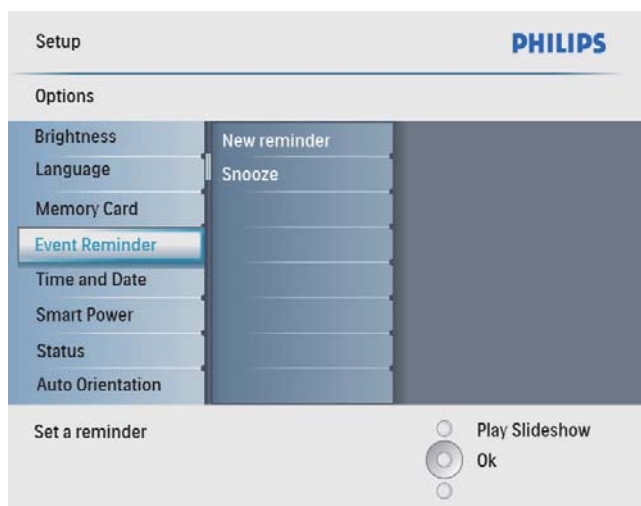 Setup
PHILIPS
Options
Brightness
Language
Memory Card
Event Reminder
Time and Date
Smart Power
Status
Auto Orientation
New reminder
Snooze
Set a reminder
Play Slideshow
Ok